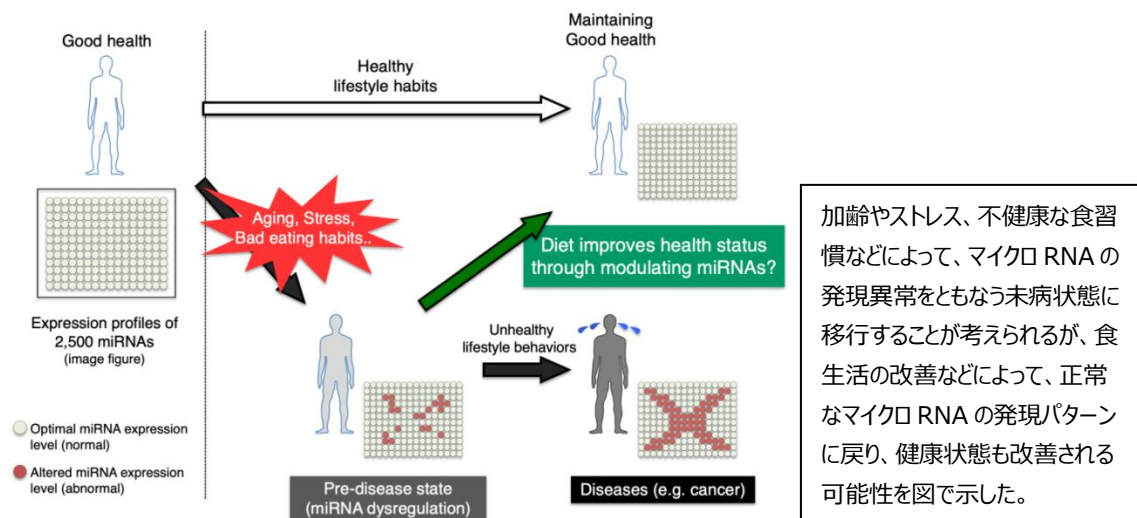 Good health
Maintaining
Good health
Healthy
lifestyle habits
Aging, Stress,
Bad eating habits..
Diet improves health status
through modulating miRNAs?
Expression profiles of
2,500 miRNAs
(image figure)
Unhealthy
lifestyle behaviors
Optimal miRNA expression
level (normal)
Altered miRNA expression
level (abnormal)
Pre-disease state
(miRNA dysregulation)
Diseases (e.g. cancer)
加齢やストレス、不健康な食習
慣などによって、マイクロ RNA の
発現異常をともなう未病状態に
移行することが考えられるが、食
生活の改善などによって、正常
なマイクロ RNA の発現パターン
に戻り、健康状態も改善される
可能性を図で示した。